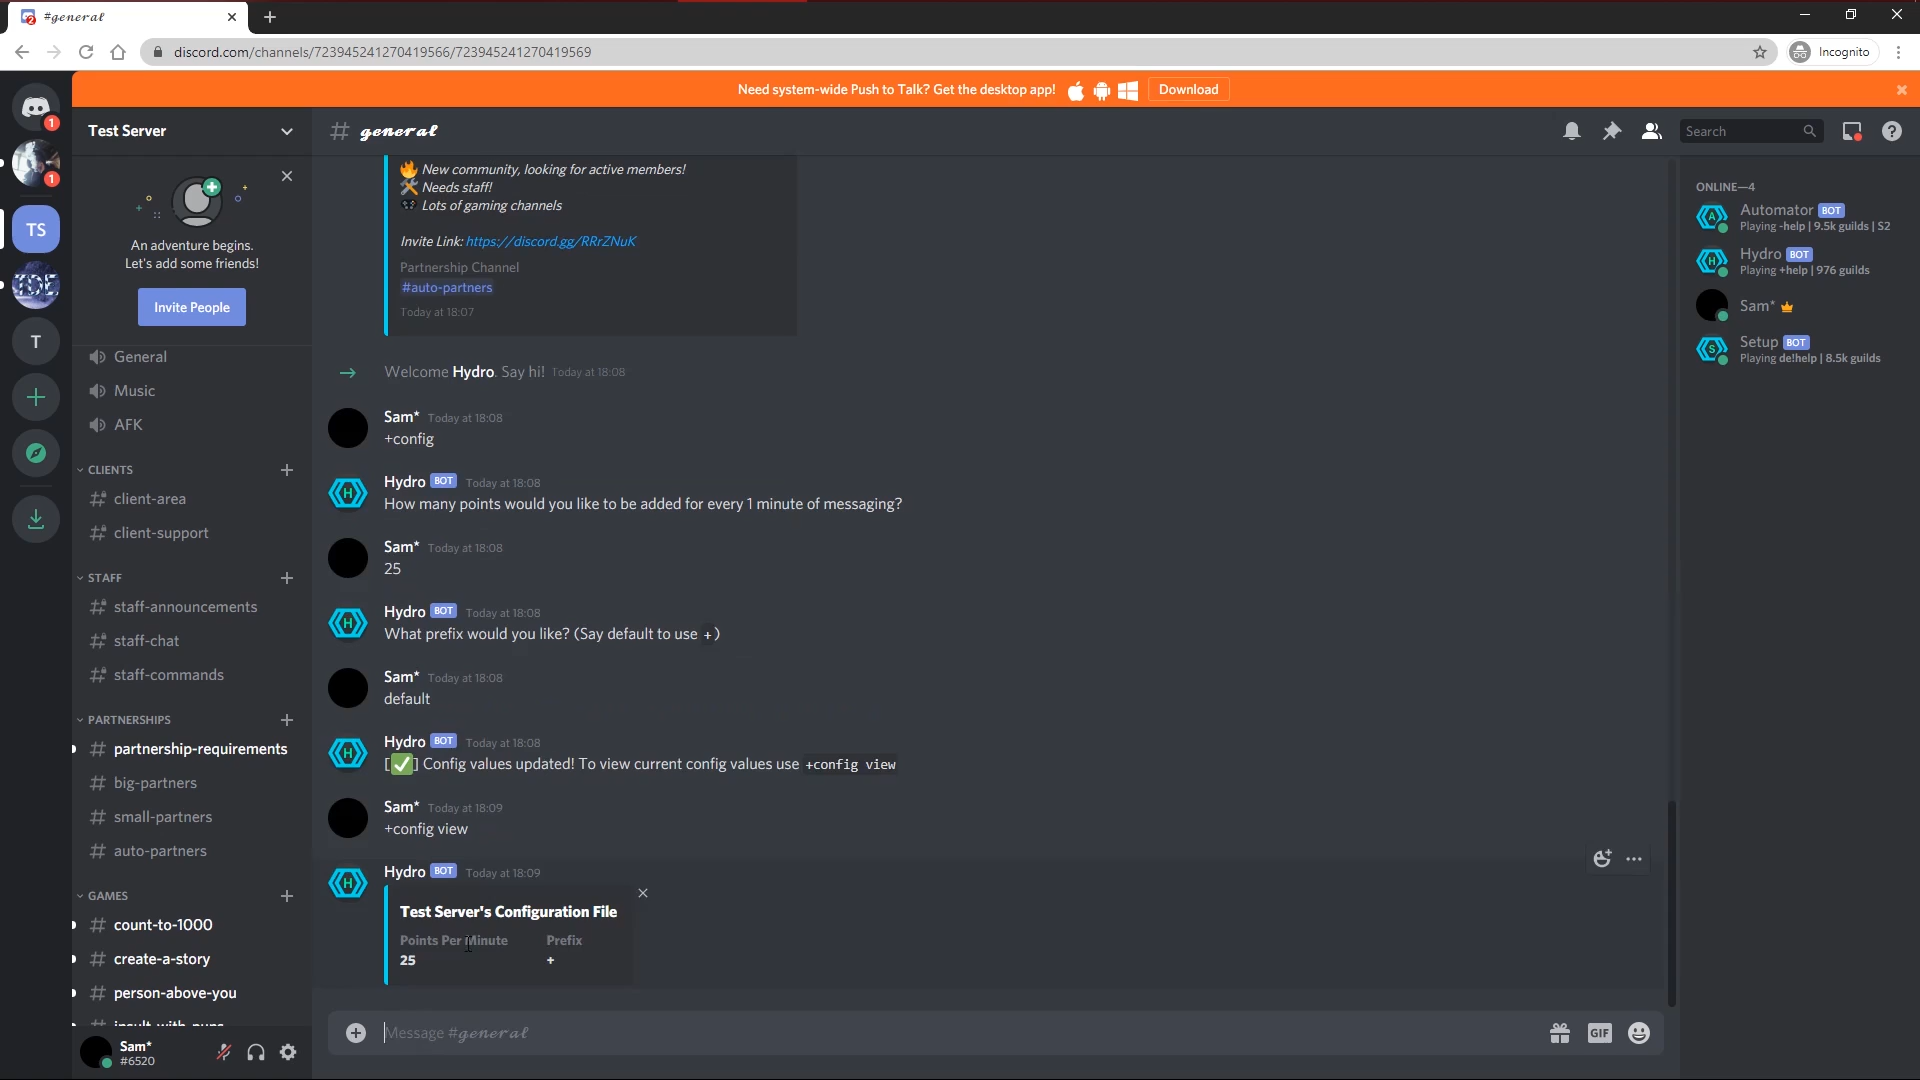 #𝓰𝓮𝓷𝓮𝓻𝓪𝓵
discord.com/channels/723945241270419566/723945241270419569
Incognito
Need system-wide Push to Talk? Get the desktop app!
Download
1
1
TS
T
Test Server
An adventure begins.
Let's add some friends!
Invite People
General
Music
AFK
CLIENTS
client-area
client-support
STAFF
staff-announcements
staff-chat
staff-commands
PARTNERSHIPS
partnership-requirements
big-partners
small-partners
auto-partners
GAMES
count-to-1000
create-a-story
person-above-you
Sam*
#6520
# 𝓰𝓮𝓷𝓮𝓻𝓪𝓵
Search
New community, looking for active members!
Needs staff!
Lots of gaming channels
Invite Link: https://discord.gg/RRrZNuK
Partnership Channel
#auto-partners
Today at 18:07
Welcome Hydro. Say hi! Today at 18:08
Sam* Today at 18:08
+config
Hydro BOT Today at 18:08
How many points would you like to be added for every 1 minute of messaging?
Sam* Today at 18:08
25
Hydro BOT Today at 18:08
What prefix would you like? (Say default to use +)
Sam* Today at 18:08
default
Hydro BOT Today at 18:08
[✅] Config values updated! To view current config values use +config view
Sam* Today at 18:09
+config view
Hydro BOT Today at 18:09
Test Server's Configuration File
Points Per Minute Prefix
25 +
Message #𝓰𝓮𝓷𝓮𝓻𝓪𝓵
GIF
ONLINE—4
Automator BOT
Playing -help | 9.5k guilds | S2
Hydro BOT
Playing +help | 976 guilds
Sam*
Setup BOT
Playing de!help | 8.5k guilds